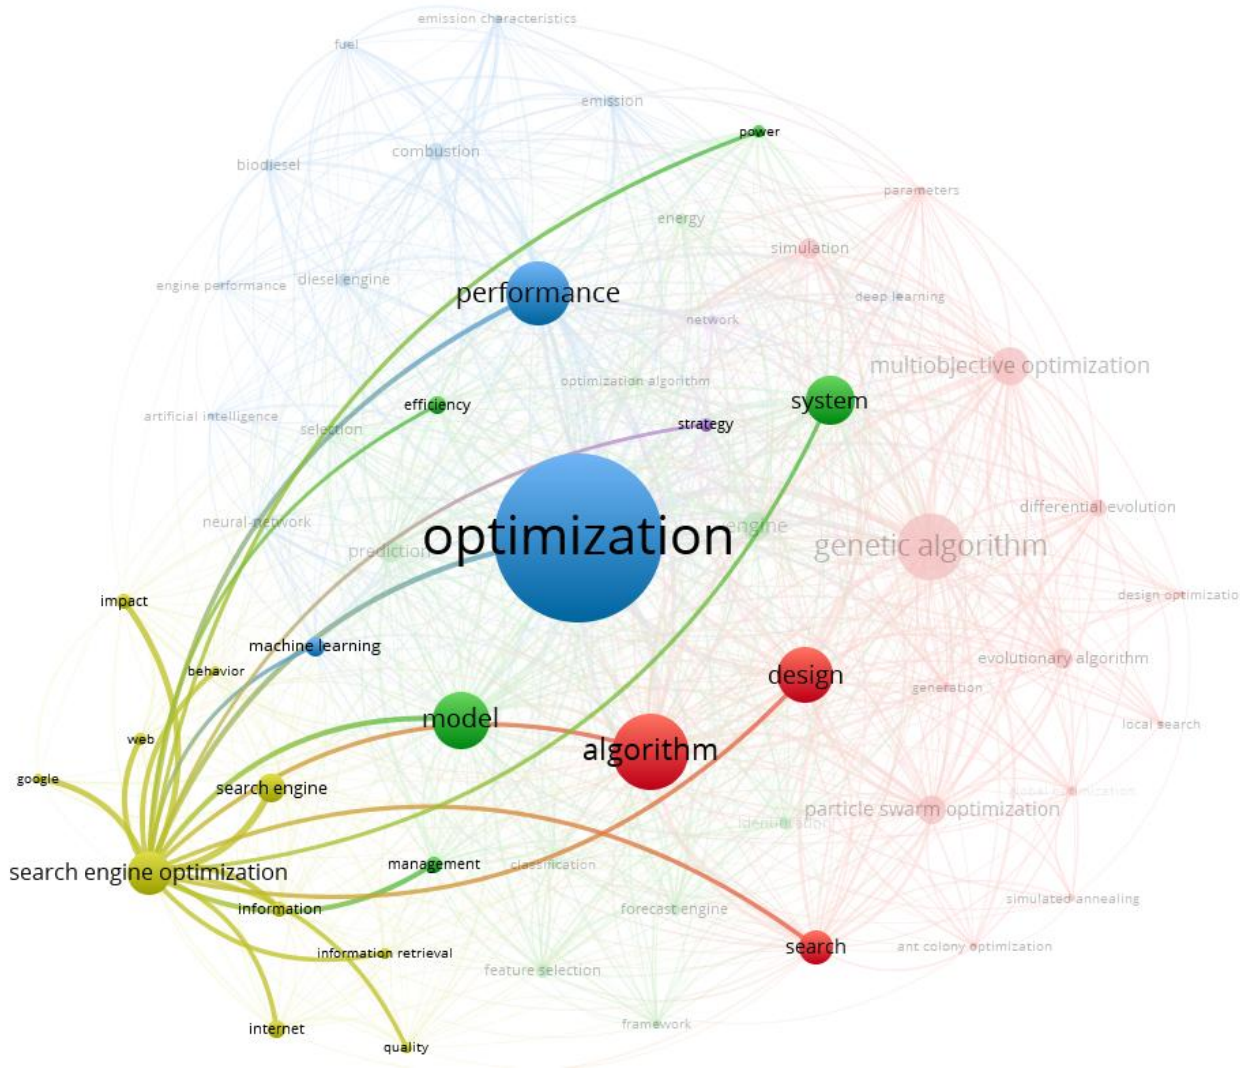 emission characteristics
fuel
emission
power
combustion
biodiesel
parameters
energy
simulation
engine performance
diesel engine
performance
deep learning
network
multiobjective optimization
optimization algorithm
efficiency
system
artificial intelligence
selection
strategy
differential evolution
neural-network
engine
optimization
prediction
genetic algorithm
design optimizatio
impact
machine learning
behavior
evolutionary algorithm
design
generation
model
local search
web
algorithm
google
search engine
particle swarm optimization
classification
management
search engine optimization
simulated annealing
information
forecast engine
search
ant colony optimization
information retrieval
feature selection
framework
internet
quality